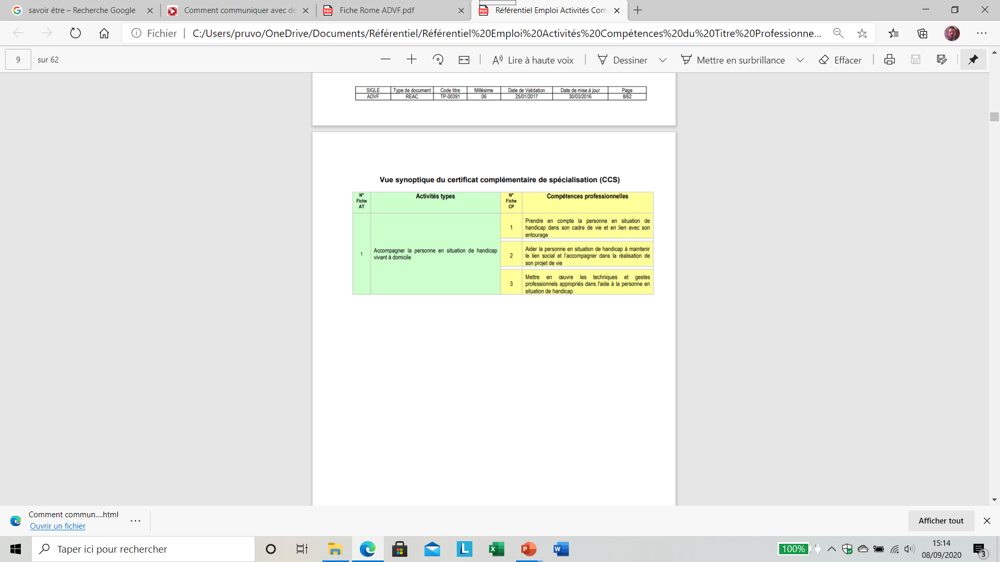 savoir être – Recherche Google
Comment communiquer avec de
Fiche Rome ADVF.pdf
Référentiel Emploi Activités Com
Fichier
C:/Users/pruvo/OneDrive/Documents/Référentiel/Référentiel%20Emploi%20Activités%20Compétences%20du%20Titre%20Professionne...
9 sur 62
Lire à haute voix
Dessiner
Mettre en surbrillance
Effacer
SIGLE Type de document Code titre Millésime Date de Validation Date de mise à jour Page
ADVF REAC TP-00391 06 25/01/2017 30/03/2016 8/62
Vue synoptique du certificat complémentaire de spécialisation (CCS)
N°
Fiche
AT
Activités types
N°
Fiche
CP
Compétences professionnelles
1
Accompagner la personne en situation de handicap
vivant à domicile
1
Prendre en compte la personne en situation de
handicap dans son cadre de vie et en lien avec son
entourage
2
Aider la personne en situation de handicap à maintenir
le lien social et l'accompagner dans la réalisation de
son projet de vie
3
Mettre en œuvre les techniques et gestes
professionnels appropriés dans l'aide à la personne en
situation de handicap
Comment commun....html
Ouvrir un fichier
Afficher tout
Taper ici pour rechercher
100%
15:14
08/09/2020
3